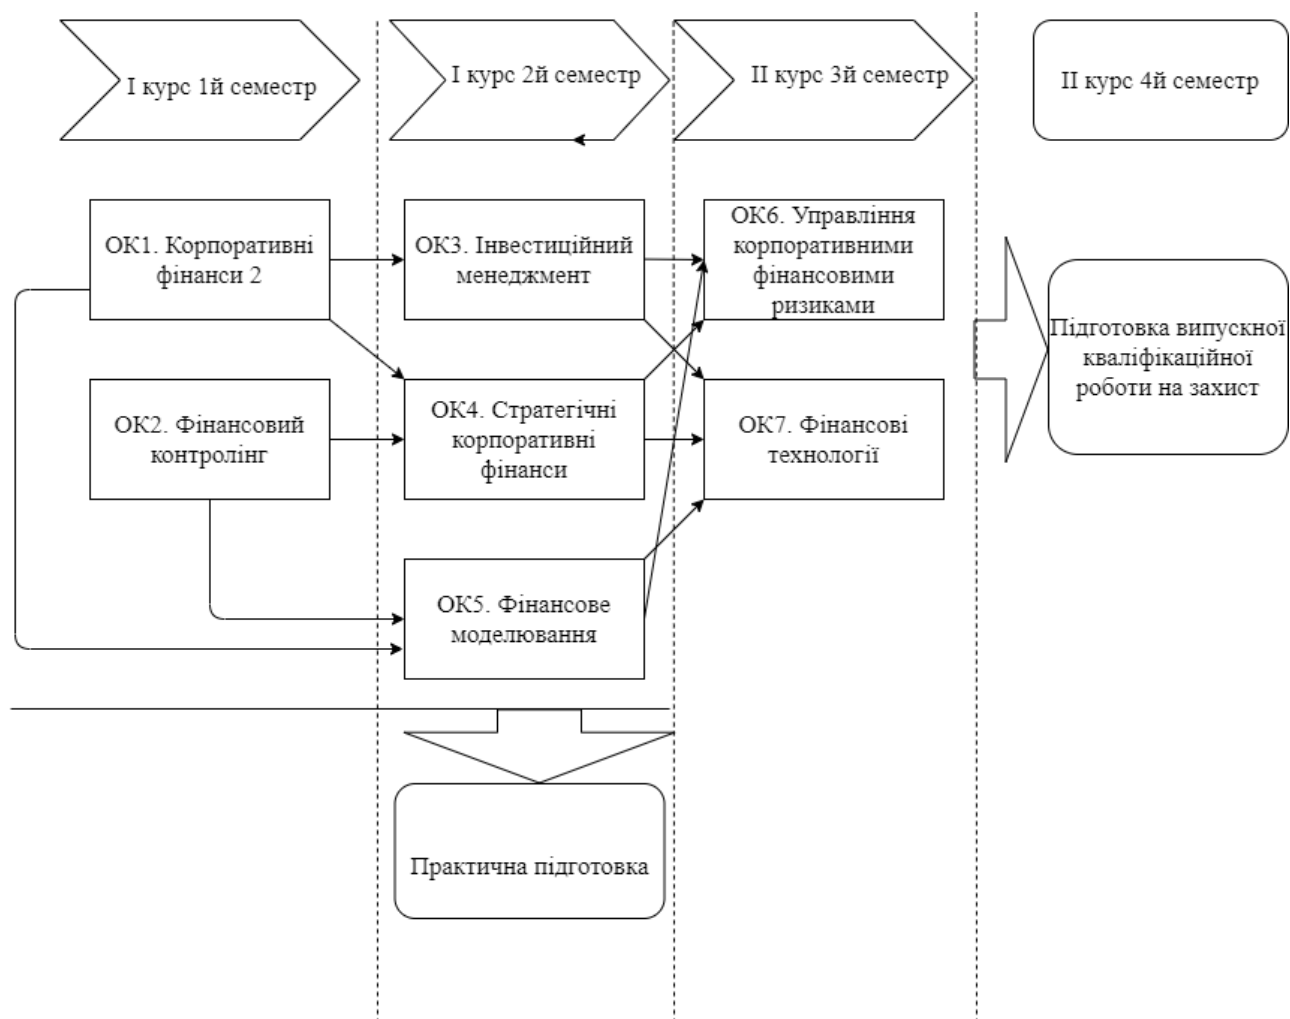 І курс 1й семестр
І курс 2й семестр
ІІ курс 3й семестр
ІІ курс 4й семестр
ОК1. Корпоративні
фінанси 2
ОК3. Інвестиційний
менеджмент
ОК6. Управління
корпоративними
фінансовими
ризиками
Підготовка випускної
кваліфікаційної
роботи на захист
ОК2. Фінансовий
контролінг
ОК4. Стратегічні
корпоративні
фінанси
ОК7. Фінансові
технології
ОК5. Фінансове
моделювання
Практична підготовка